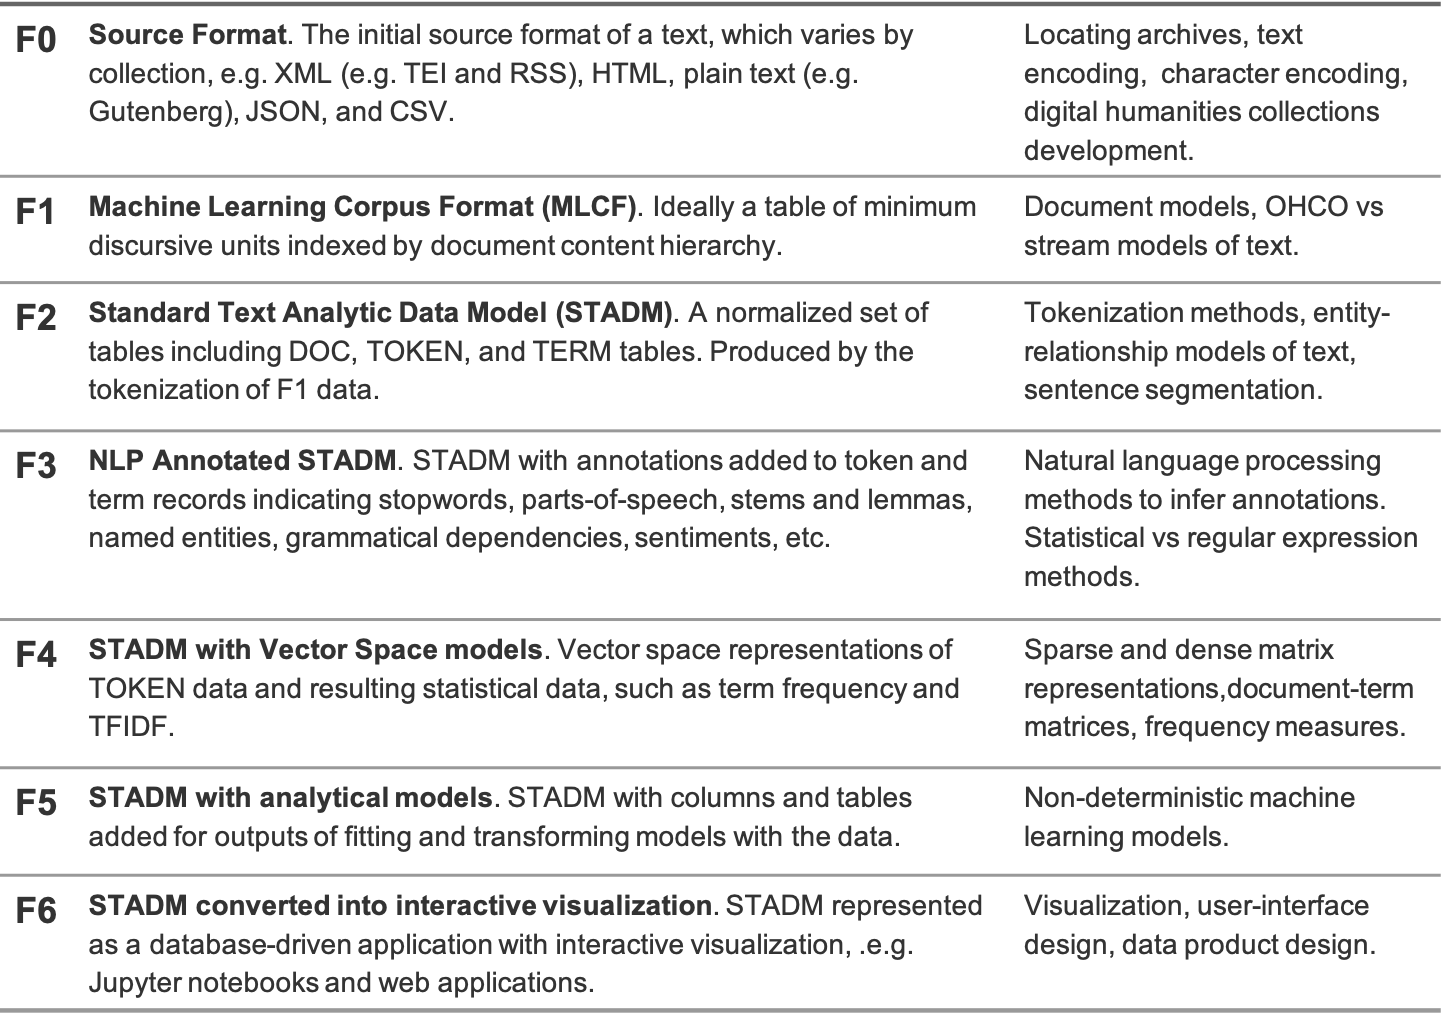 F0 Source Format. The initial source format of a text, which varies by
collection, e.g. XML (e.g. TEI and RSS), HTML, plain text (e.g.
Gutenberg), JSON, and CSV.
Locating archives, text
encoding, character encoding,
digital humanities collections
development.
F1 Machine Learning Corpus Format (MLCF). Ideally a table of minimum
discursive units indexed by document content hierarchy.
Document models, OHCO vs
stream models of text.
F2 Standard Text Analytic Data Model (STADM). A normalized set of
tables including DOC, TOKEN, and TERM tables. Produced by the
tokenization of F1 data.
Tokenization methods, entity-
relationship models of text,
sentence segmentation.
F3 NLP Annotated STADM. STADM with annotations added to token and
term records indicating stopwords, parts-of-speech, stems and lemmas,
named entities, grammatical dependencies, sentiments, etc.
Natural language processing
methods to infer annotations.
Statistical vs regular expression
methods.
F4 STADM with Vector Space models. Vector space representations of
TOKEN data and resulting statistical data, such as term frequency and
TFIDF.
Sparse and dense matrix
representations,document-term
matrices, frequency measures.
F5 STADM with analytical models. STADM with columns and tables
added for outputs of fitting and transforming models with the data.
Non-deterministic machine
learning models.
F6 STADM converted into interactive visualization. STADM represented
as a database-driven application with interactive visualization, .e.g.
Jupyter notebooks and web applications.
Visualization, user-interface
design, data product design.